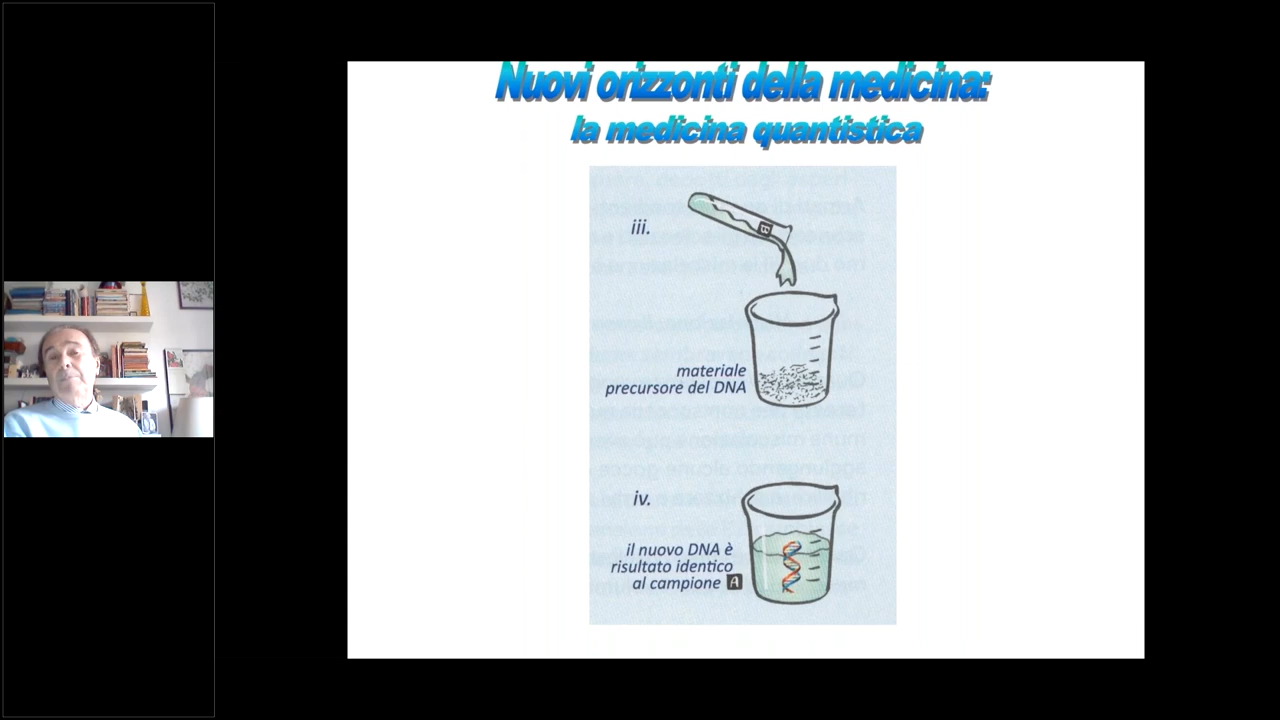 Nuovi orizzonti della medicina:
la medicina quantistica
iii.
B
materiale
precursore del DNA
iv.
il nuovo DNA è
risultato identico
al campione A